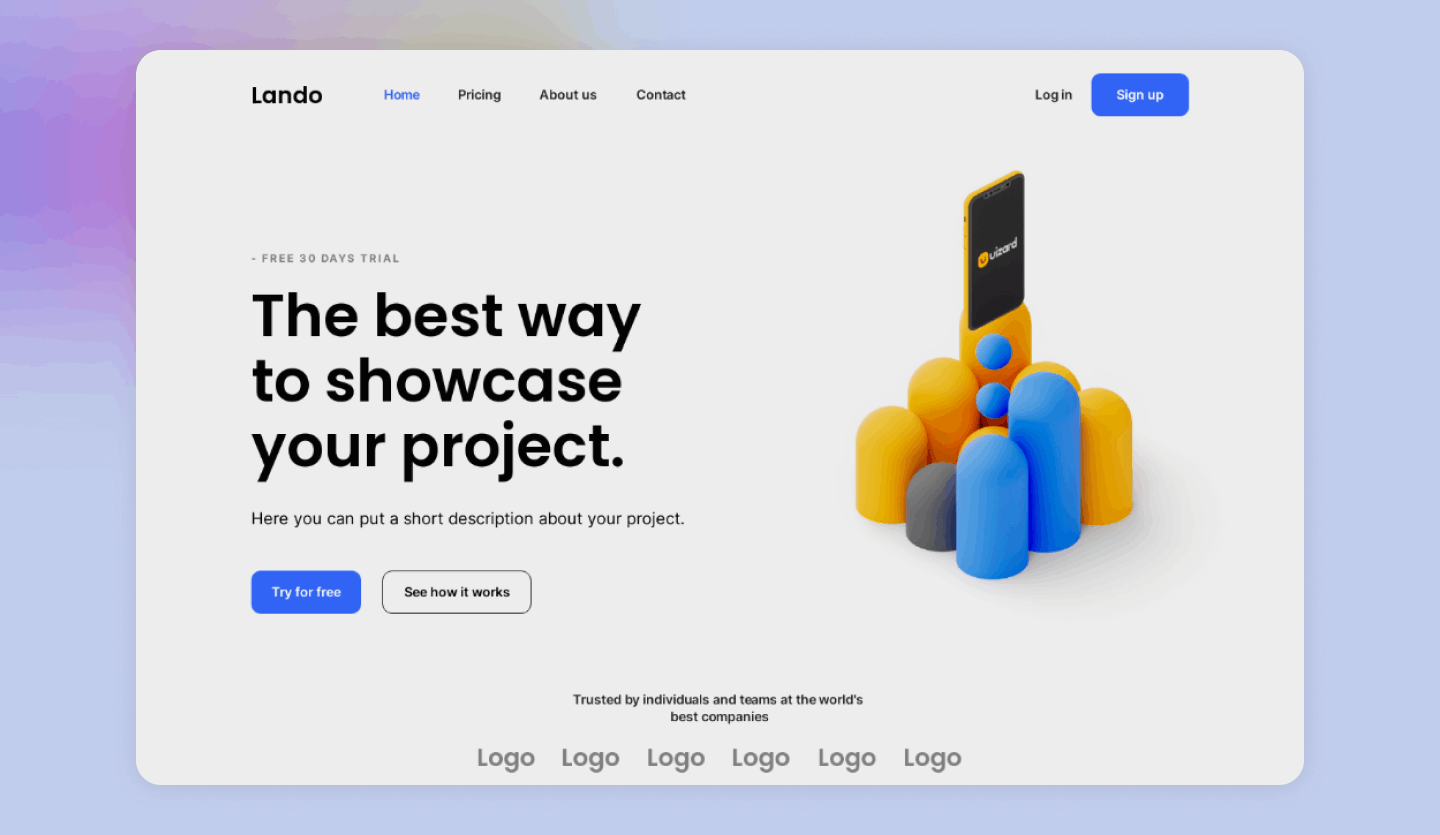 Lando
Home
Pricing
About us
Contact
Log in
Sign up
- FREE 30 DAYS TRIAL
The best way
to showcase
your project.
Here you can put a short description about your project.
Try for free
See how it works
uizard
Trusted by individuals and teams at the world's
best companies
Logo Logo Logo Logo Logo Logo